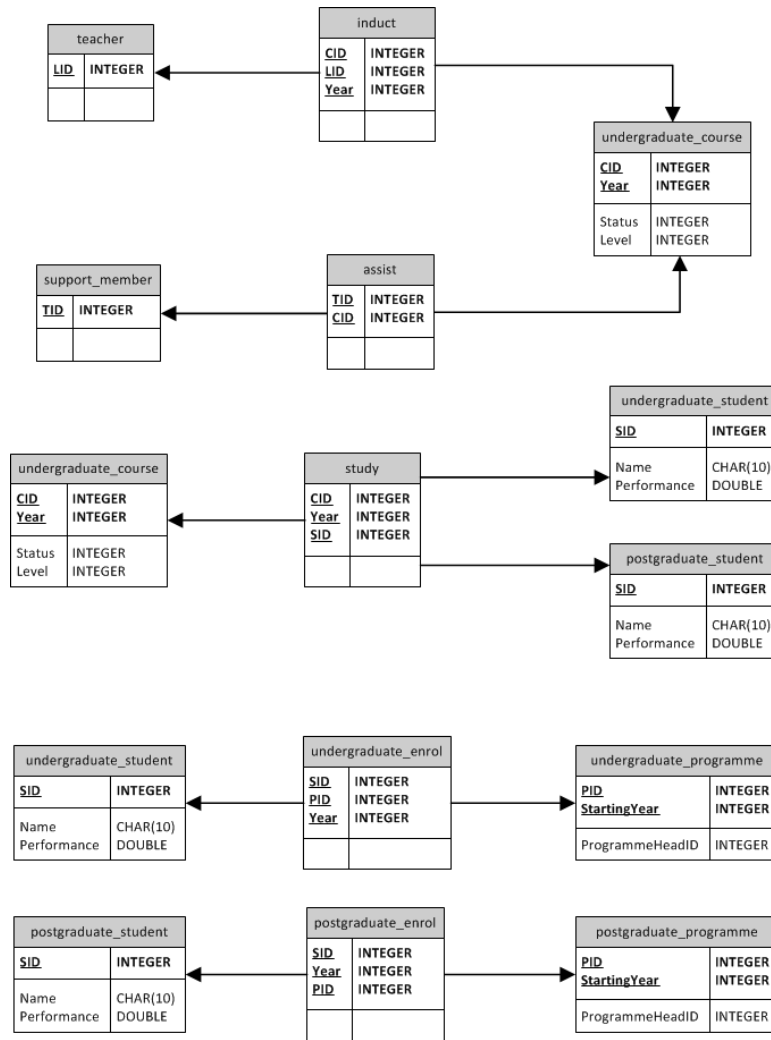 teacher
LID INTEGER
induct
CID INTEGER
LID INTEGER
Year INTEGER
undergraduate_course
CID INTEGER
Year INTEGER
Status INTEGER
Level INTEGER
support_member
TID INTEGER
assist
TID INTEGER
CID INTEGER
undergraduate_student
SID INTEGER
Name CHAR(10)
Performance DOUBLE
undergraduate_course
CID INTEGER
Year INTEGER
Status INTEGER
Level INTEGER
study
CID INTEGER
Year INTEGER
SID INTEGER
postgraduate_student
SID INTEGER
Name CHAR(10)
Performance DOUBLE
undergraduate_student
SID INTEGER
Name CHAR(10)
Performance DOUBLE
undergraduate_enrol
SID INTEGER
PID INTEGER
Year INTEGER
undergraduate_programme
PID INTEGER
StartingYear INTEGER
ProgrammeHeadID INTEGER
postgraduate_student
SID INTEGER
Name CHAR(10)
Performance DOUBLE
postgraduate_enrol
SID INTEGER
Year INTEGER
PID INTEGER
postgraduate_programme
PID INTEGER
StartingYear INTEGER
ProgrammeHeadID INTEGER